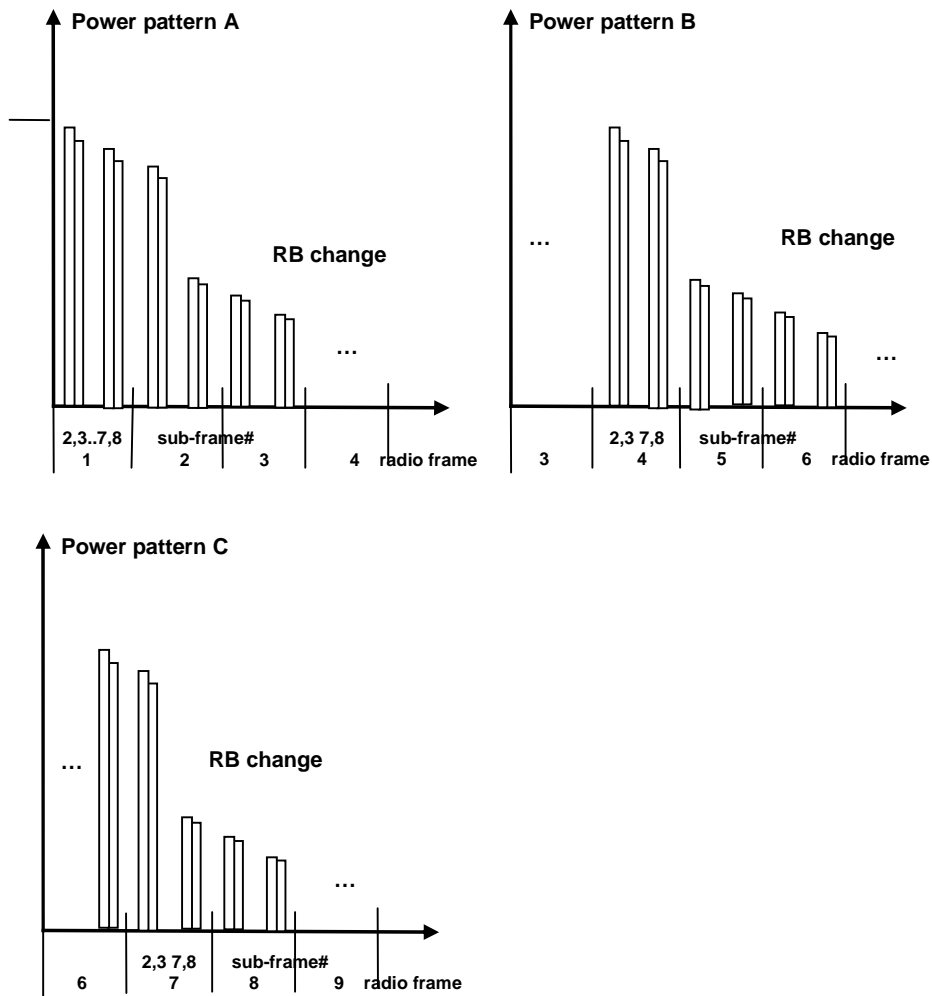 Power pattern A
RB change
…
2,3..7,8 sub-frame#
1 2 3 4 radio frame
Power pattern B
…
RB change
…
2,3 7,8 sub-frame#
3 4 5 6 radio frame
Power pattern C
…
RB change
…
2,3 7,8 sub-frame#
6 7 8 9 radio frame